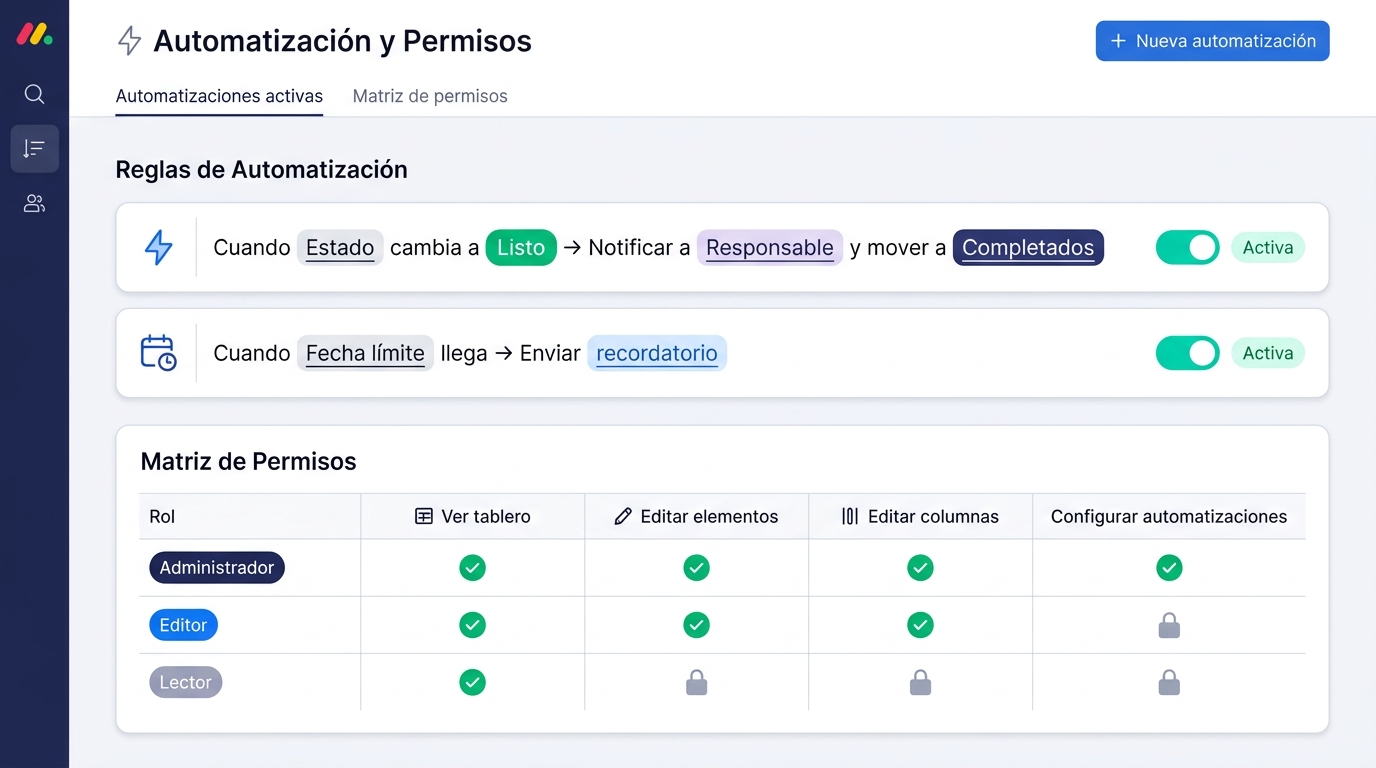 Automatización y Permisos
+ Nueva automatización
Automatizaciones activas
Matriz de permisos
Reglas de Automatización
Cuando Estado cambia a Listo → Notificar a Responsable y mover a Completados
Activa
Cuando Fecha límite llega → Enviar recordatorio
Activa
Matriz de Permisos
Rol Ver tablero Editar elementos Editar columnas Configurar automatizaciones
Administrador
Editor
Lector